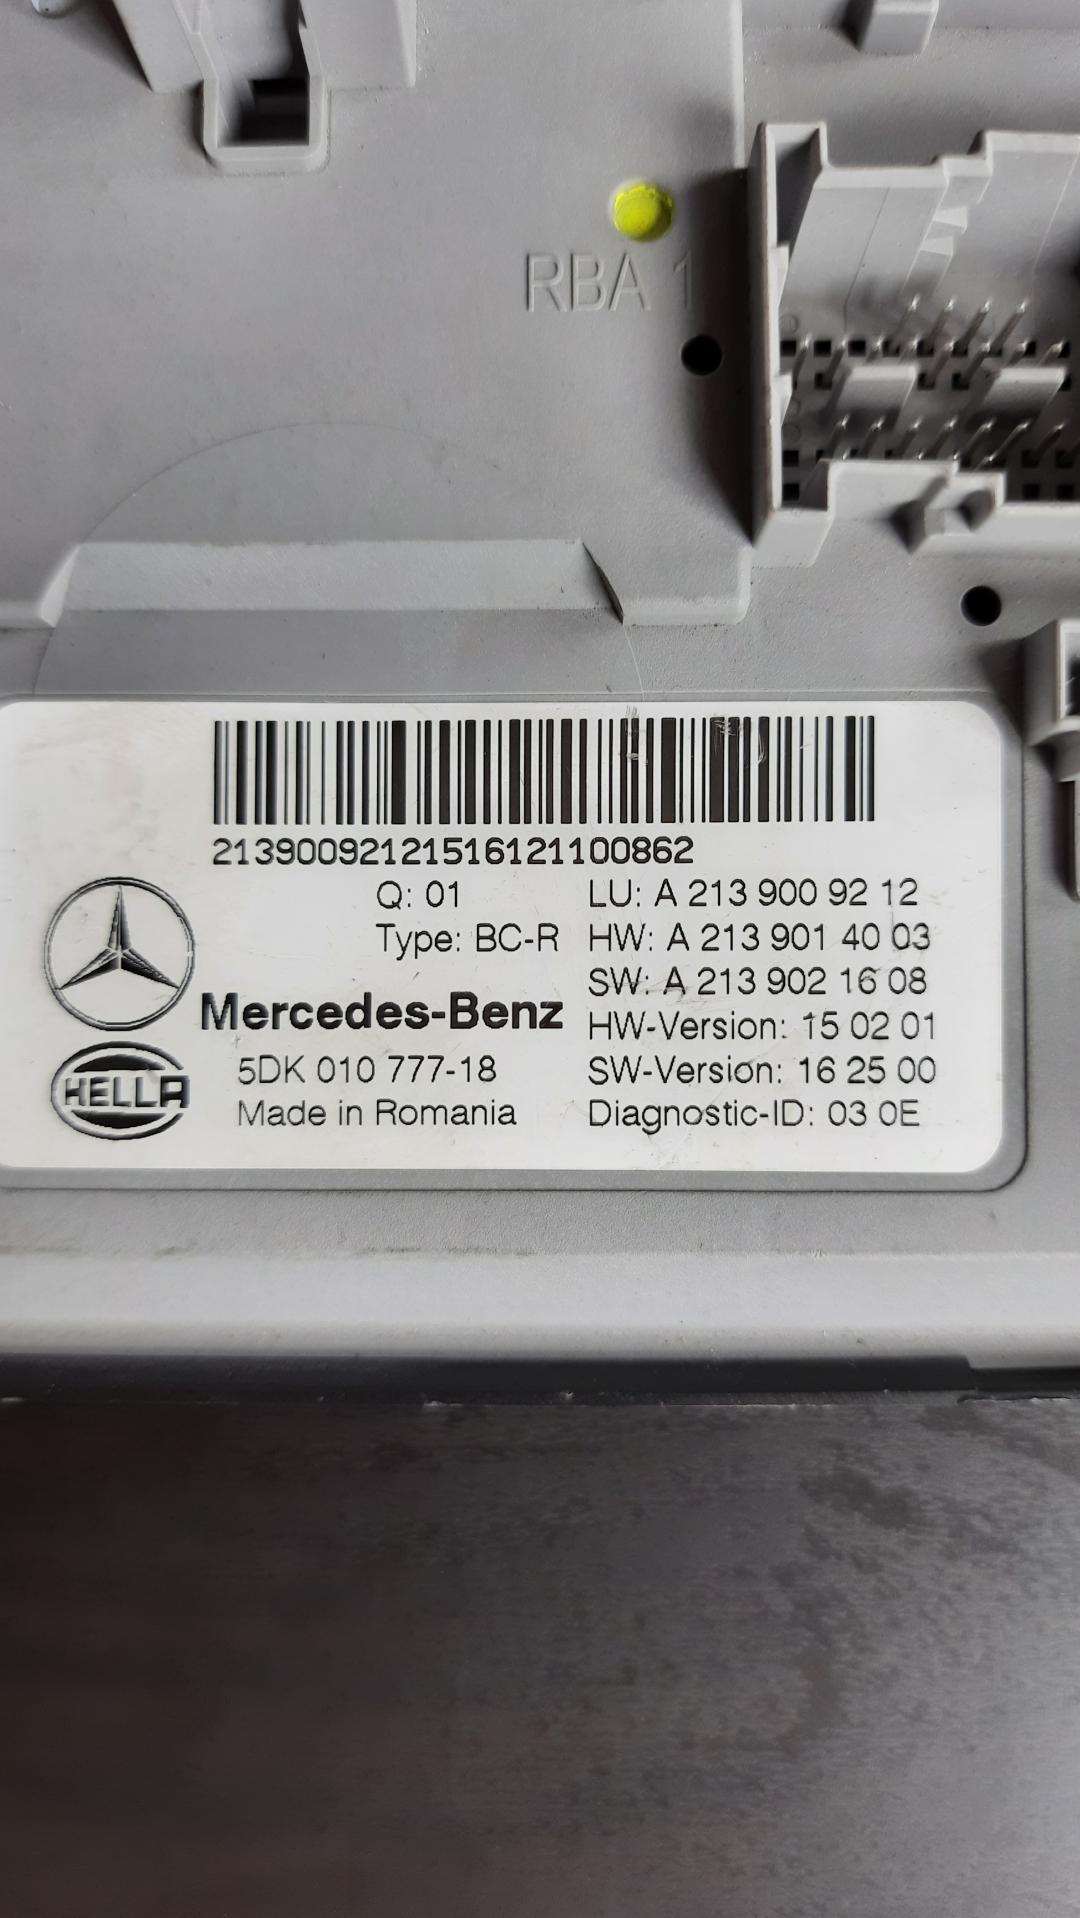 RBA 1
21390092121516121100862
Q: 01
LU: A 213 900 92 12
Type: BC-R
HW: A 213 901 40 03
SW: A 213 902 16 08
Mercedes-Benz
HW-Version: 15 02 01
5DK 010 777-18
SW-Version: 16 25 00
HELLA
Made in Romania
Diagnostic-ID: 03 0E